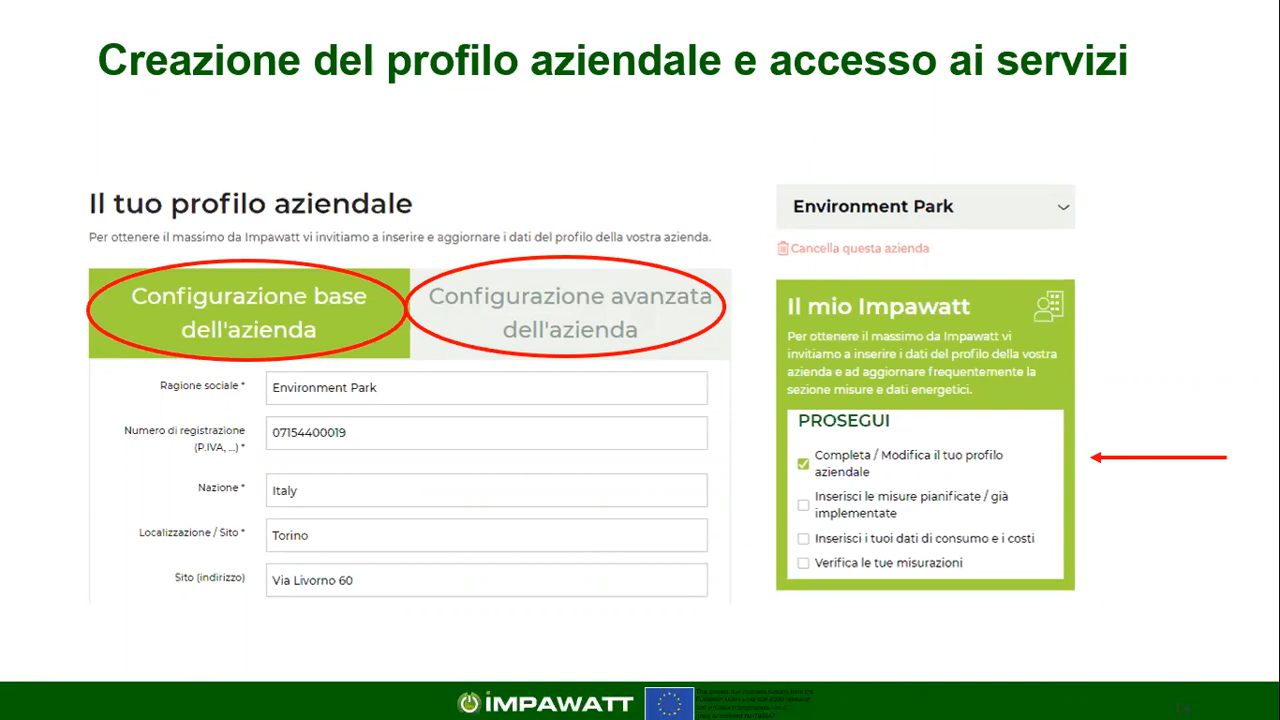 Creazione del profilo aziendale e accesso ai servizi
Il tuo profilo aziendale
Per ottenere il massimo da Impawatt vi invitiamo a inserire e aggiornare i dati del profilo della vostra azienda.
Configurazione base
dell'azienda
Configurazione avanzata
dell'azienda
Ragione sociale *
Environment Park
Numero di registrazione
(P.IVA, ...) *
07154400019
Nazione *
Italy
Localizzazione / Sito *
Torino
Sito (indirizzo)
Via Livorno 60
Environment Park
Cancella questa azienda
Il mio Impawatt
Per ottenere il massimo da Impawatt vi
invitiamo a inserire i dati del profilo della vostra
azienda e ad aggiornare frequentemente la
sezione misure e dati energetici.
PROSEGUI
Completa / Modifica il tuo profilo
aziendale
Inserisci le misure pianificate / già
implementate
Inserisci i tuoi dati di consumo e i costi
Verifica le tue misurazioni
IMPAWATT